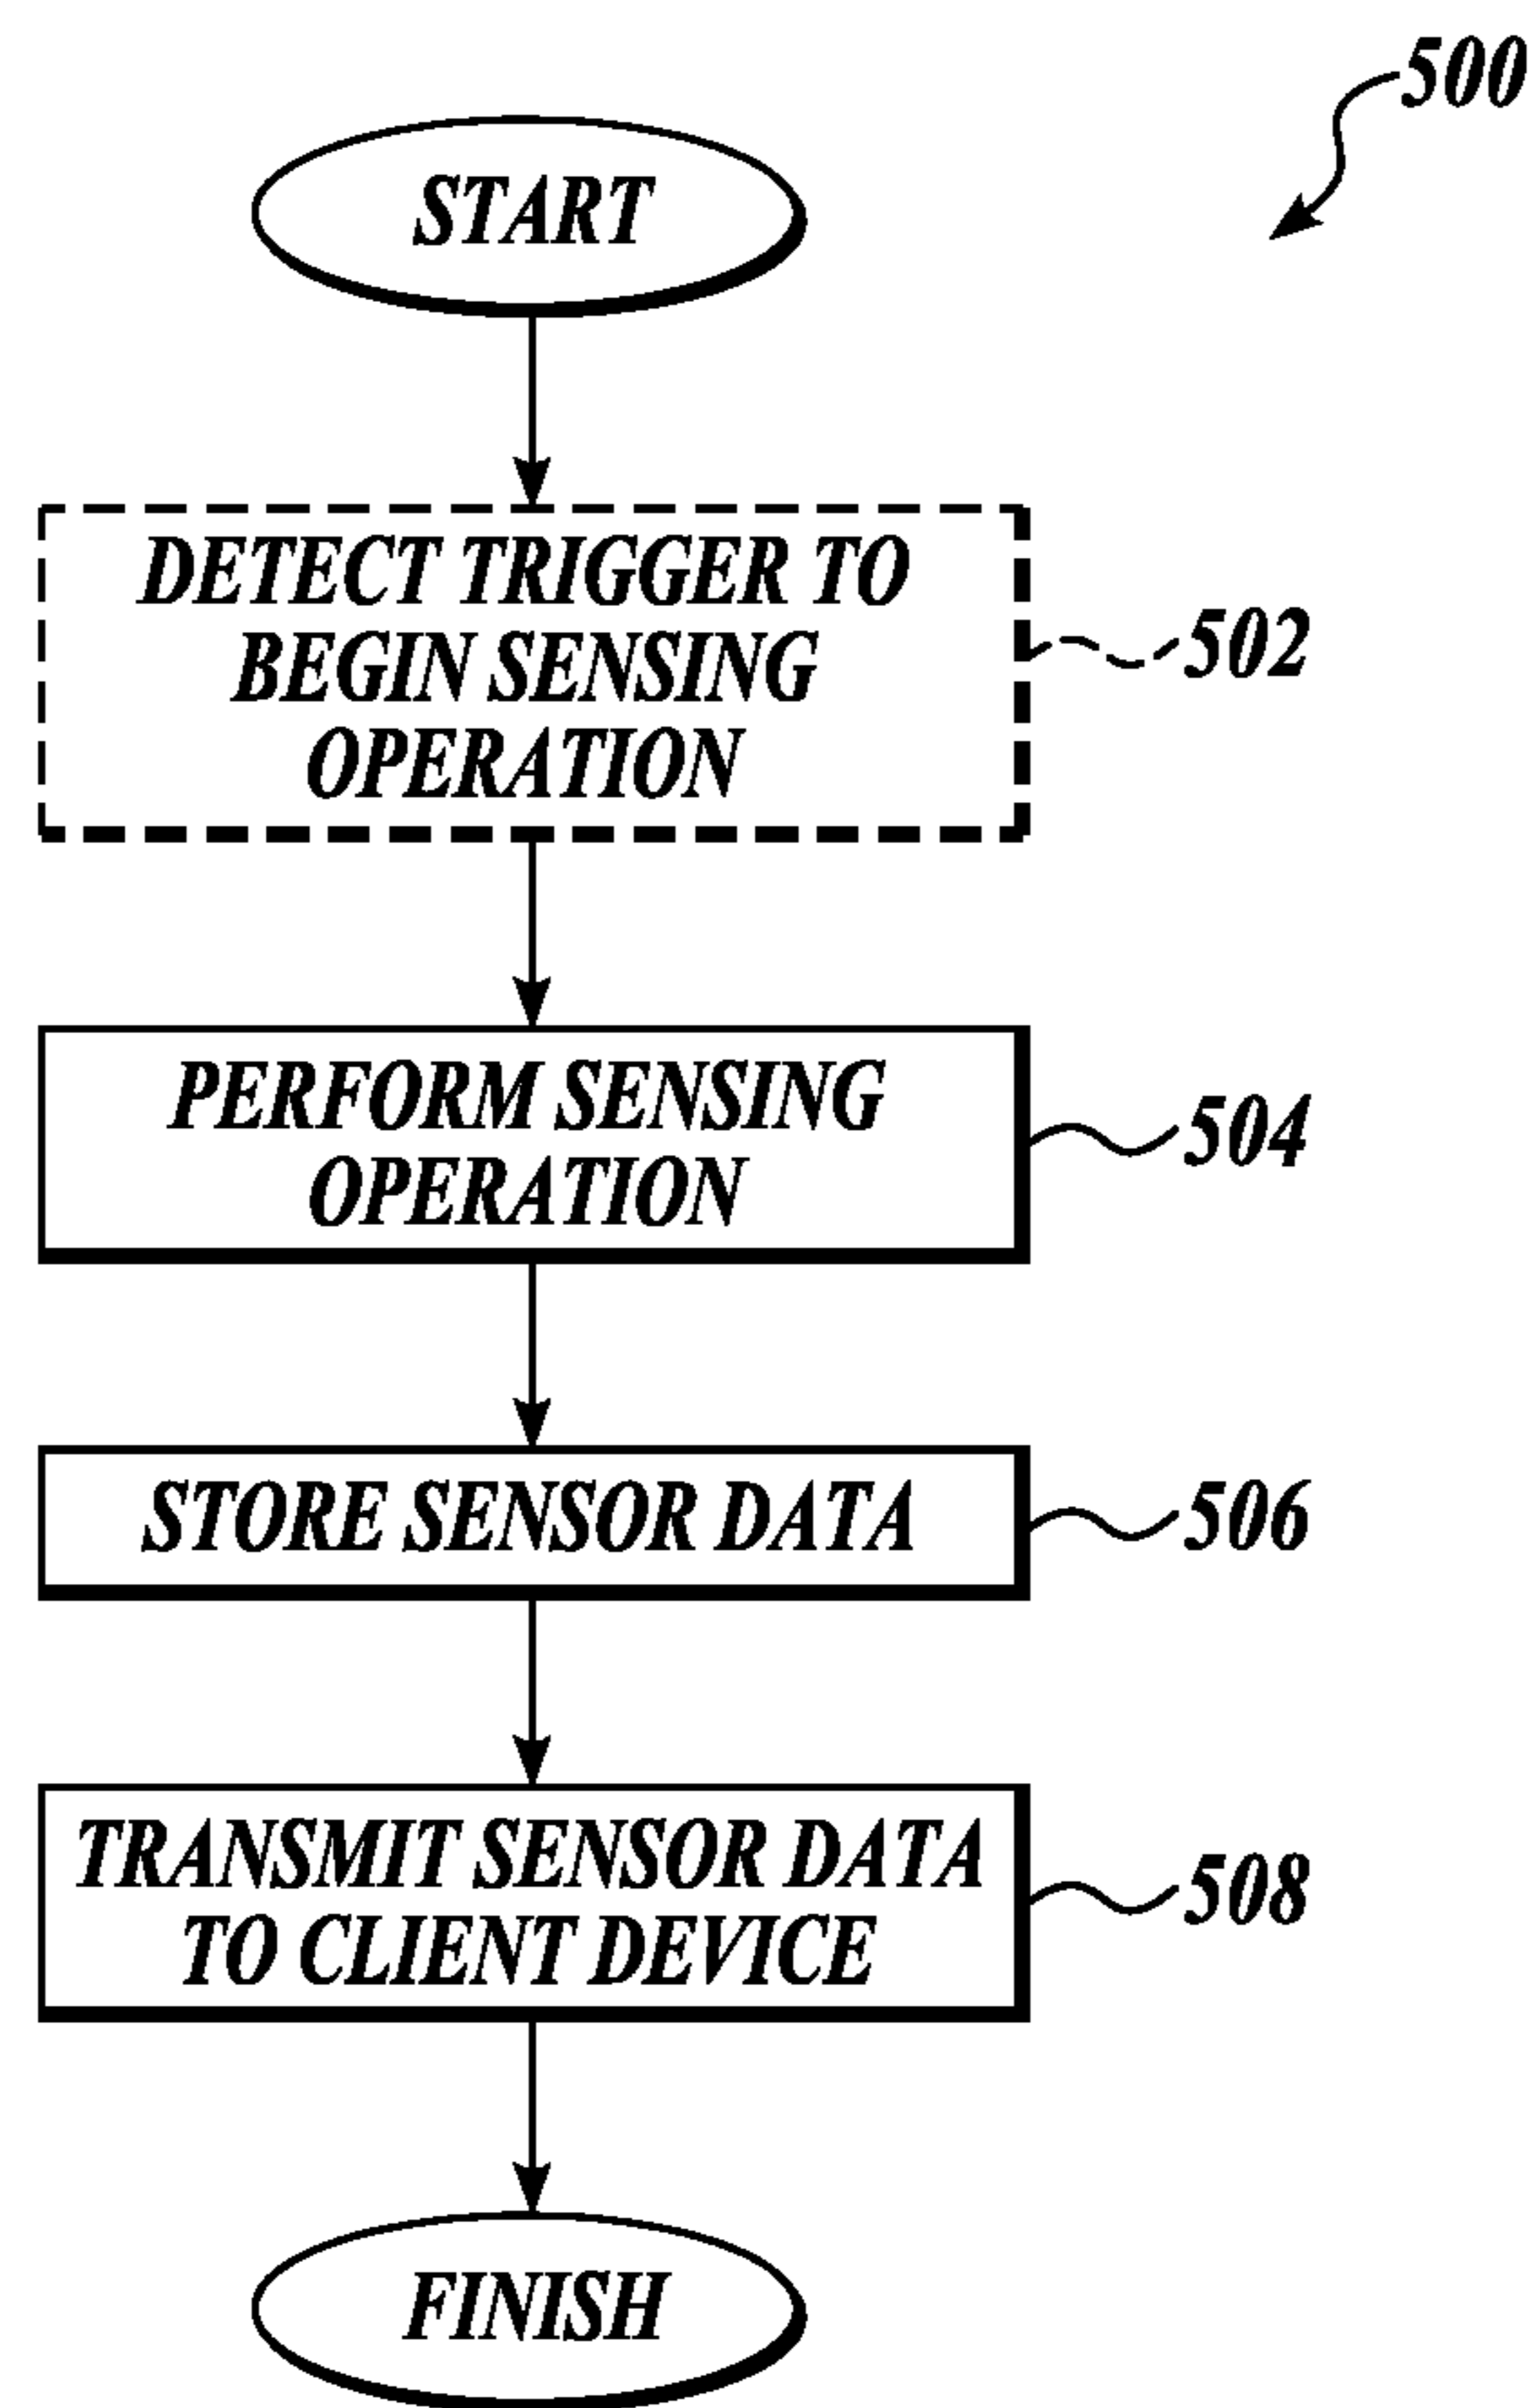 500
START
DETECT TRIGGER TO
BEGIN SENSING
OPERATION
502
PERFORM SENSING
OPERATION
504
STORE SENSOR DATA
506
TRANSMIT SENSOR DATA
TO CLIENT DEVICE
508
FINISH